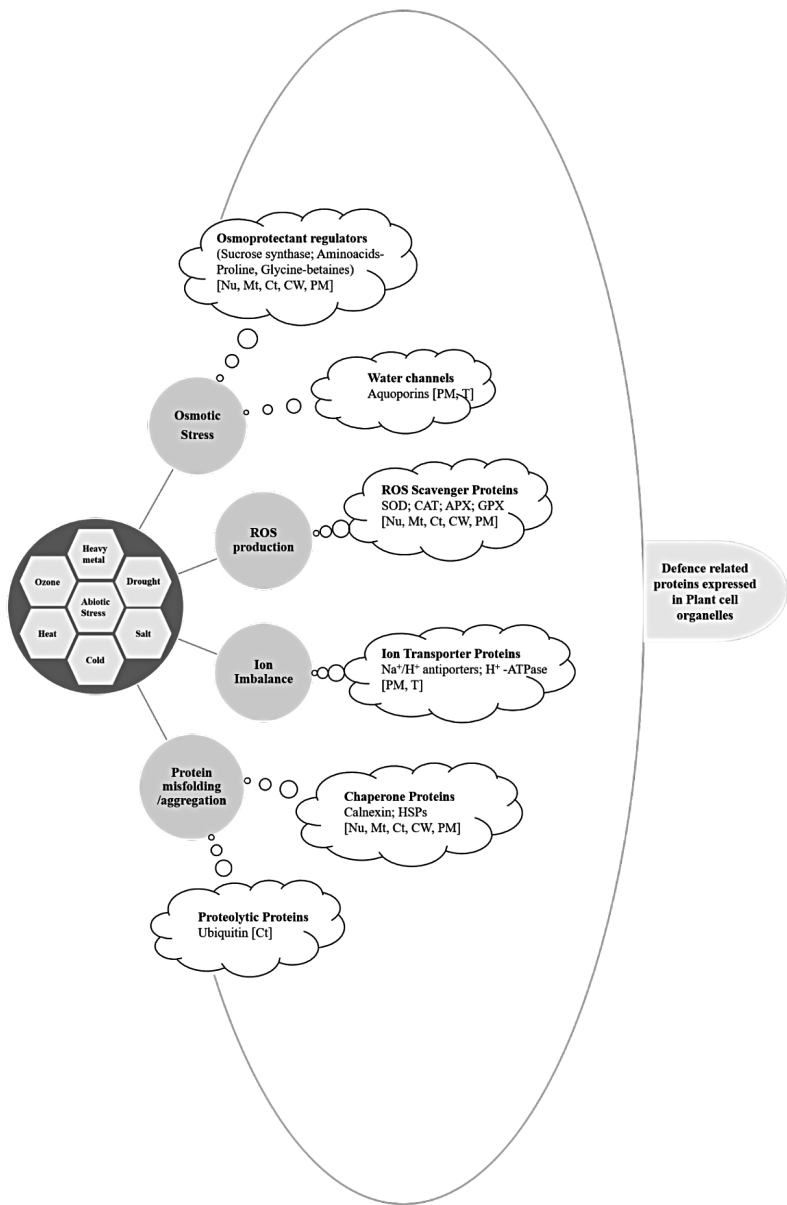 Osmoprotectant regulators
(Sucrose synthase; Aminoacids-
Proline, Glycine-betaines)
[Nu, Mt, Ct, CW, PM]
Water channels
Aquoporins [PM, T]
Osmotic
Stress
ROS Scavenger Proteins
SOD; CAT; APX; GPX
[Nu, Mt, Ct, CW, PM]
ROS
production
Heavy
metal
Ozone
Drought
Abiotic
Stress
Heat
Salt
Cold
Defence related
proteins expressed
in Plant cell
organelles
Ion
Imbalance
Ion Transporter Proteins
Na⁺/H⁺ antiporters; H⁺ -ATPase
[PM, T]
Protein
misfolding
/aggregation
Chaperone Proteins
Calnexin; HSPs
[Nu, Mt, Ct, CW, PM]
Proteolytic Proteins
Ubiquitin [Ct]